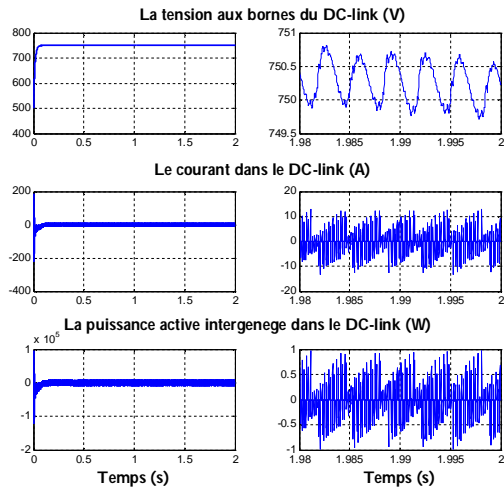 La tension aux bornes du DC-link (V)
800
700
600
500
400
0 0.5 1 1.5 2
751
750.5
750
749.5
1.98 1.985 1.99 1.995 2
Le courant dans le DC-link (A)
200
0
-200
-400
0 0.5 1 1.5 2
20
10
0
-10
-20
1.98 1.985 1.99 1.995 2
La puissance active intergenege dans le DC-link (W)
x 10^5
1
0
-1
-2
0 0.5 1 1.5 2
Temps (s)
1
0.5
0
-0.5
-1
1.98 1.985 1.99 1.995 2
Temps (s)